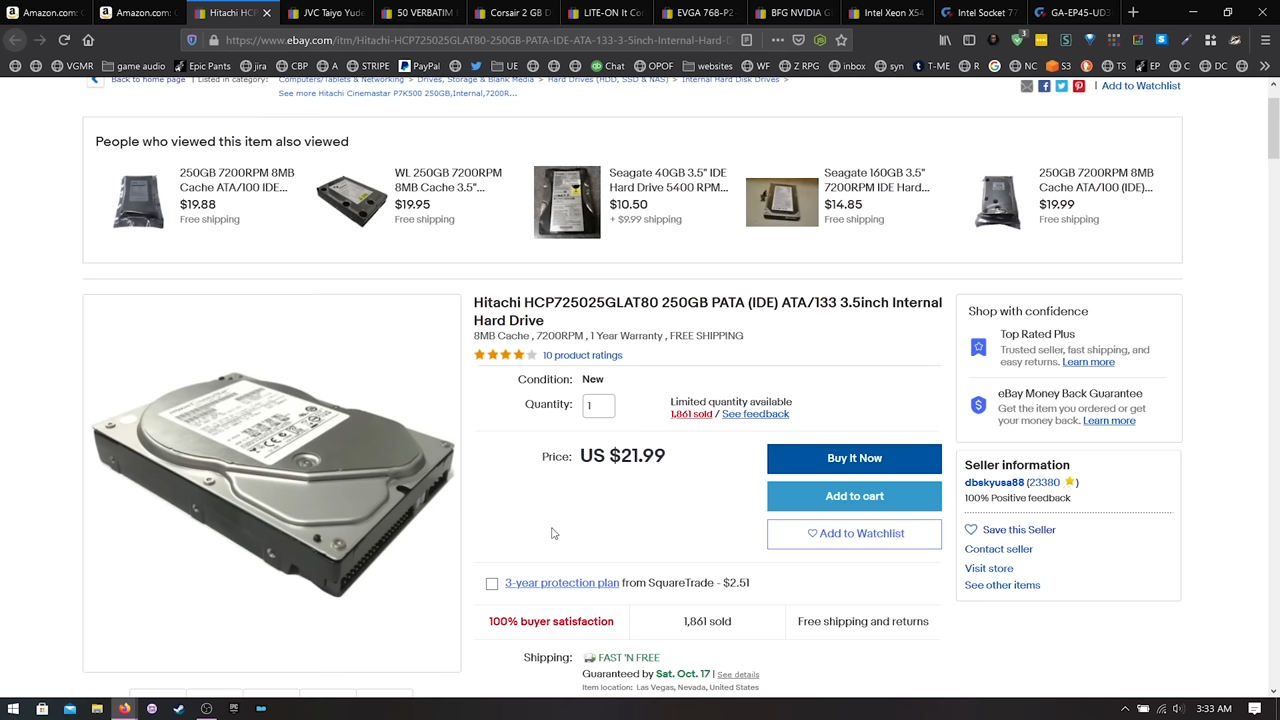 Amazon.com:
Amazon.com:
Hitachi HCP
JVC Taiyo Yude
50 VERBATIM
Corsair 2 GB D
LITE-ON It Cor
EVGA 768-P2
BFG NVIDIA G
Intel Xeon X54
Intel Socket 77
GA-EP45-UD3
https://www.ebay.com/itm/Hitachi-HCP725025GLAT80-250GB-PATA-IDE-ATA-133-3-5inch-Internal-Hard-D
VGMR game audio Epic Pants jira CBP A STRIPE PayPal UE Chat OPOF websites WF Z RPG inbox syn T-ME R G S3 TS EP C DC
Back to home page | Listed in category: Computers/Tablets & Networking > Drives, Storage & Blank Media > Hard Drives (HDD, SSD & NAS) > Internal Hard Disk Drives >
See more Hitachi Cinemastar P7K500 250GB,Internal,7200R...
| Add to Watchlist
People who viewed this item also viewed
250GB 7200RPM 8MB
Cache ATA/100 IDE...
$19.88
Free shipping
WL 250GB 7200RPM
8MB Cache 3.5"...
$19.95
Free shipping
Seagate 40GB 3.5" IDE
Hard Drive 5400 RPM...
$10.50
+ $9.99 shipping
Seagate 160GB 3.5"
7200RPM IDE Hard...
$14.85
Free shipping
250GB 7200RPM 8MB
Cache ATA/100 (IDE)...
$19.99
Free shipping
Hitachi HCP725025GLAT80 250GB PATA (IDE) ATA/133 3.5inch Internal
Hard Drive
8MB Cache , 7200RPM , 1 Year Warranty , FREE SHIPPING
10 product ratings
Condition: New
Quantity: 1
Limited quantity available
1,861 sold / See feedback
Price: US $21.99
Buy It Now
Add to cart
Add to Watchlist
3-year protection plan from SquareTrade - $2.51
100% buyer satisfaction
1,861 sold
Free shipping and returns
Shipping: FAST 'N FREE
Guaranteed by Sat. Oct. 17 | See details
Item location: Las Vegas, Nevada, United States
Shop with confidence
Top Rated Plus
Trusted seller, fast shipping, and
easy returns. Learn more
eBay Money Back Guarantee
Get the item you ordered or get
your money back. Learn more
Seller information
dbskyusa88 (23380 )
100% Positive feedback
Save this Seller
Contact seller
Visit store
See other items
3:33 AM